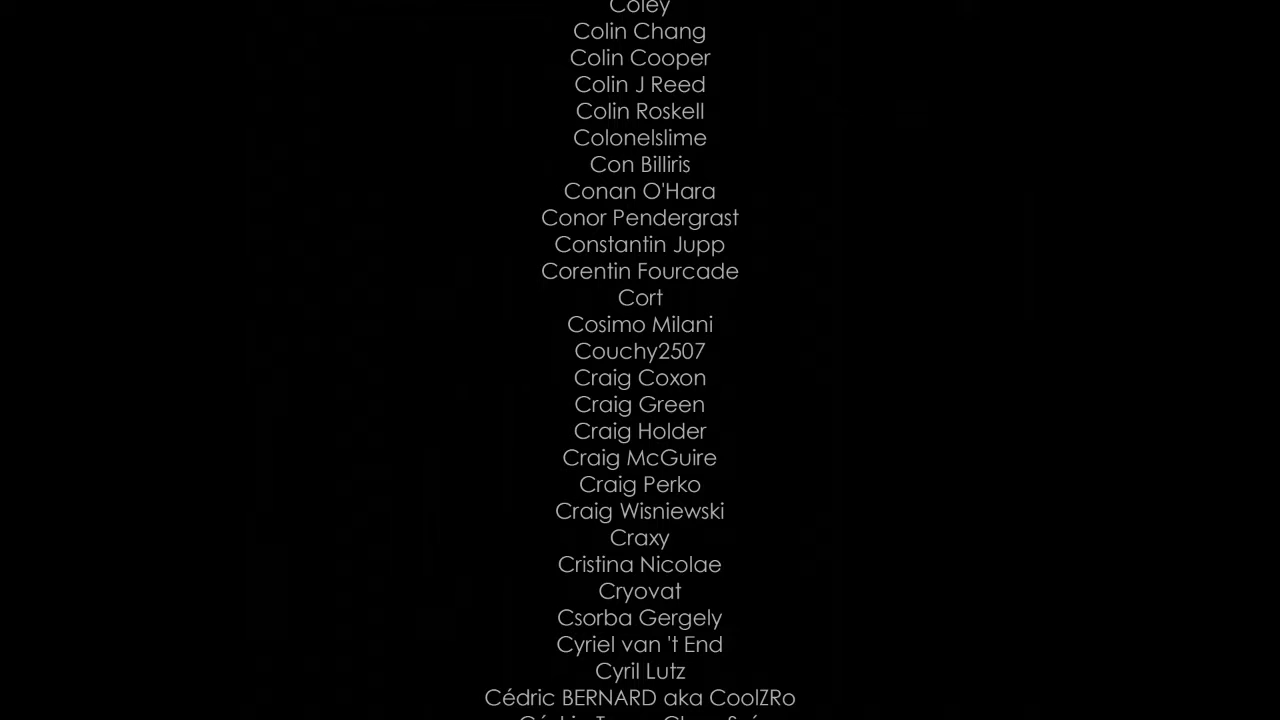 Coley
Colin Chang
Colin Cooper
Colin J Reed
Colin Roskell
Colonelslime
Con Billiris
Conan O'Hara
Conor Pendergrast
Constantin Jupp
Corentin Fourcade
Cort
Cosimo Milani
Couchy2507
Craig Coxon
Craig Green
Craig Holder
Craig McGuire
Craig Perko
Craig Wisniewski
Craxy
Cristina Nicolae
Cryovat
Csorba Gergely
Cyriel van 't End
Cyril Lutz
Cédric BERNARD aka CoolZRo